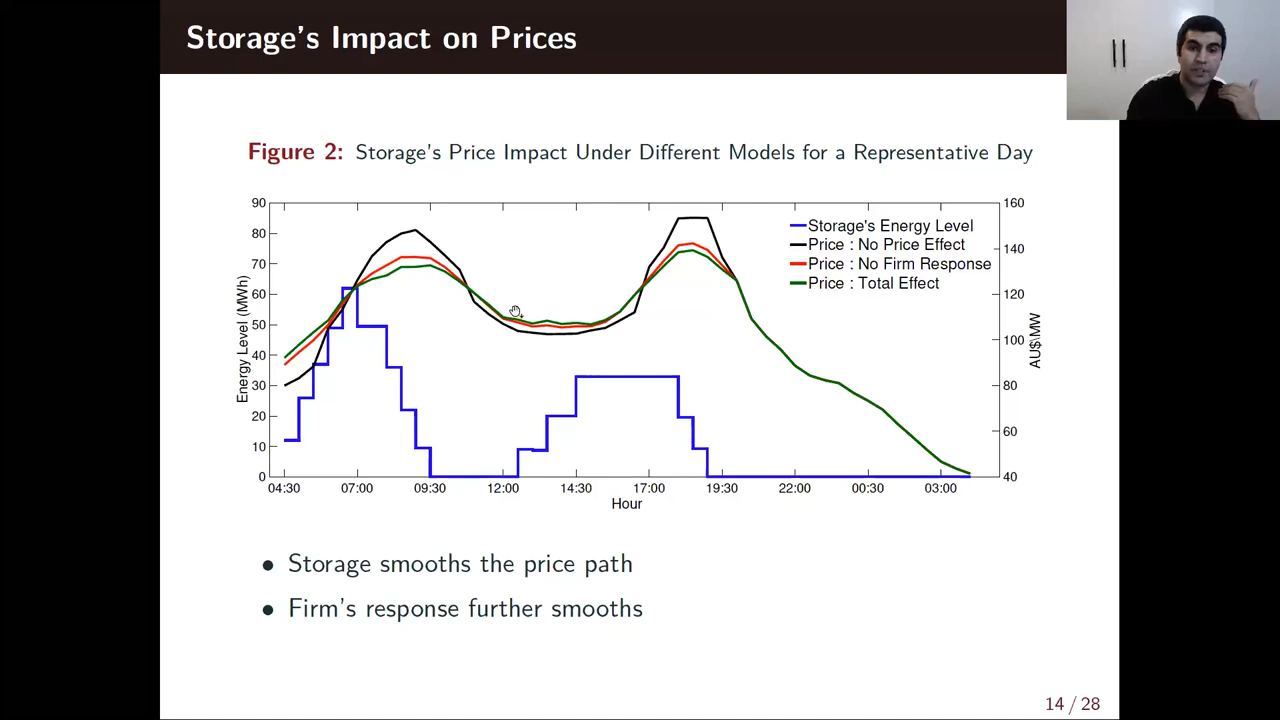 Storage's Impact on Prices
Figure 2: Storage's Price Impact Under Different Models for a Representative Day
Energy Level (MWh)
90
80
70
60
50
40
30
20
10
0
160
140
120
100
80
60
40
AU$\MW
Storage's Energy Level
Price : No Price Effect
Price : No Firm Response
Price : Total Effect
04:30 07:00 09:30 12:00 14:30 17:00 19:30 22:00 00:30 03:00
Hour
• Storage smooths the price path
• Firm's response further smooths
14 / 28